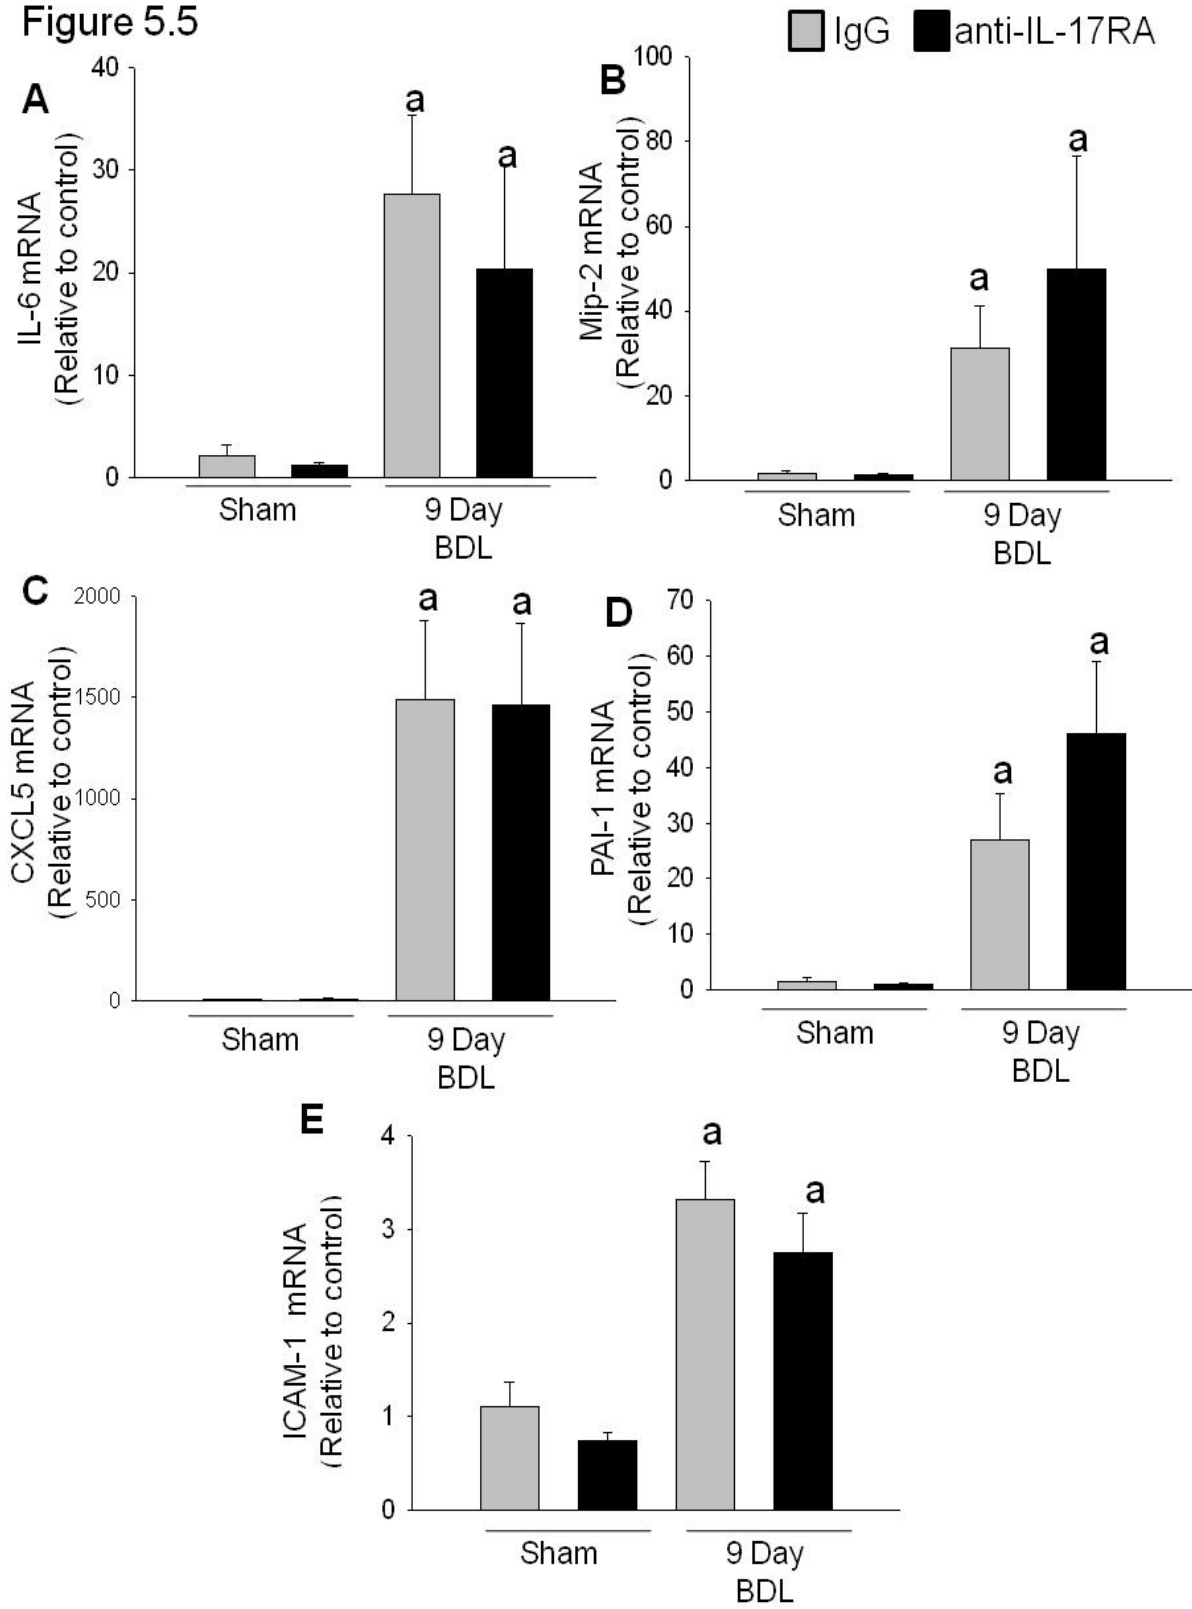 Figure 5.5
IgG anti-IL-17RA
A
IL-6 mRNA
(Relative to control)
40
30
20
10
0
a
a
Sham
9 Day
BDL
B
Mip-2 mRNA
(Relative to control)
100
80
60
40
20
0
a
a
Sham
9 Day
BDL
C
CXCL5 mRNA
(Relative to control)
2000
1500
1000
500
0
a
a
Sham
9 Day
BDL
D
PAI-1 mRNA
(Relative to control)
70
60
50
40
30
20
10
0
a
a
Sham
9 Day
BDL
E
ICAM-1 mRNA
(Relative to control)
4
3
2
1
0
a
a
Sham
9 Day
BDL